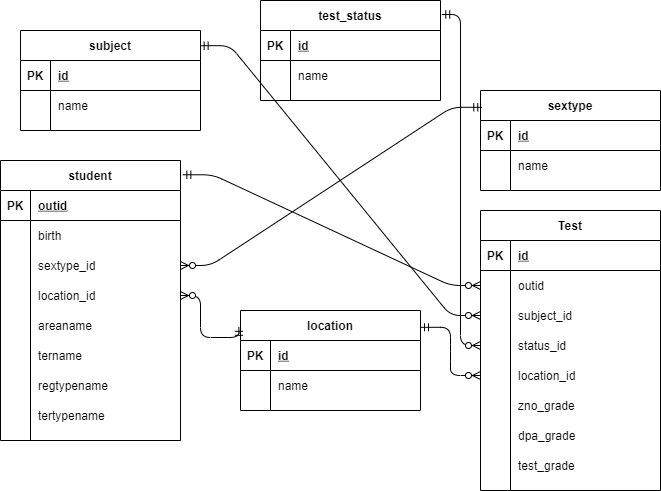 test_status
PK id
name
subject
PK id
name
sextype
PK id
name
student
PK outid
birth
sextype_id
location_id
areaname
tername
regtypename
tertypename
Test
PK id
outid
subject_id
status_id
location_id
zno_grade
dpa_grade
test_grade
location
PK id
name